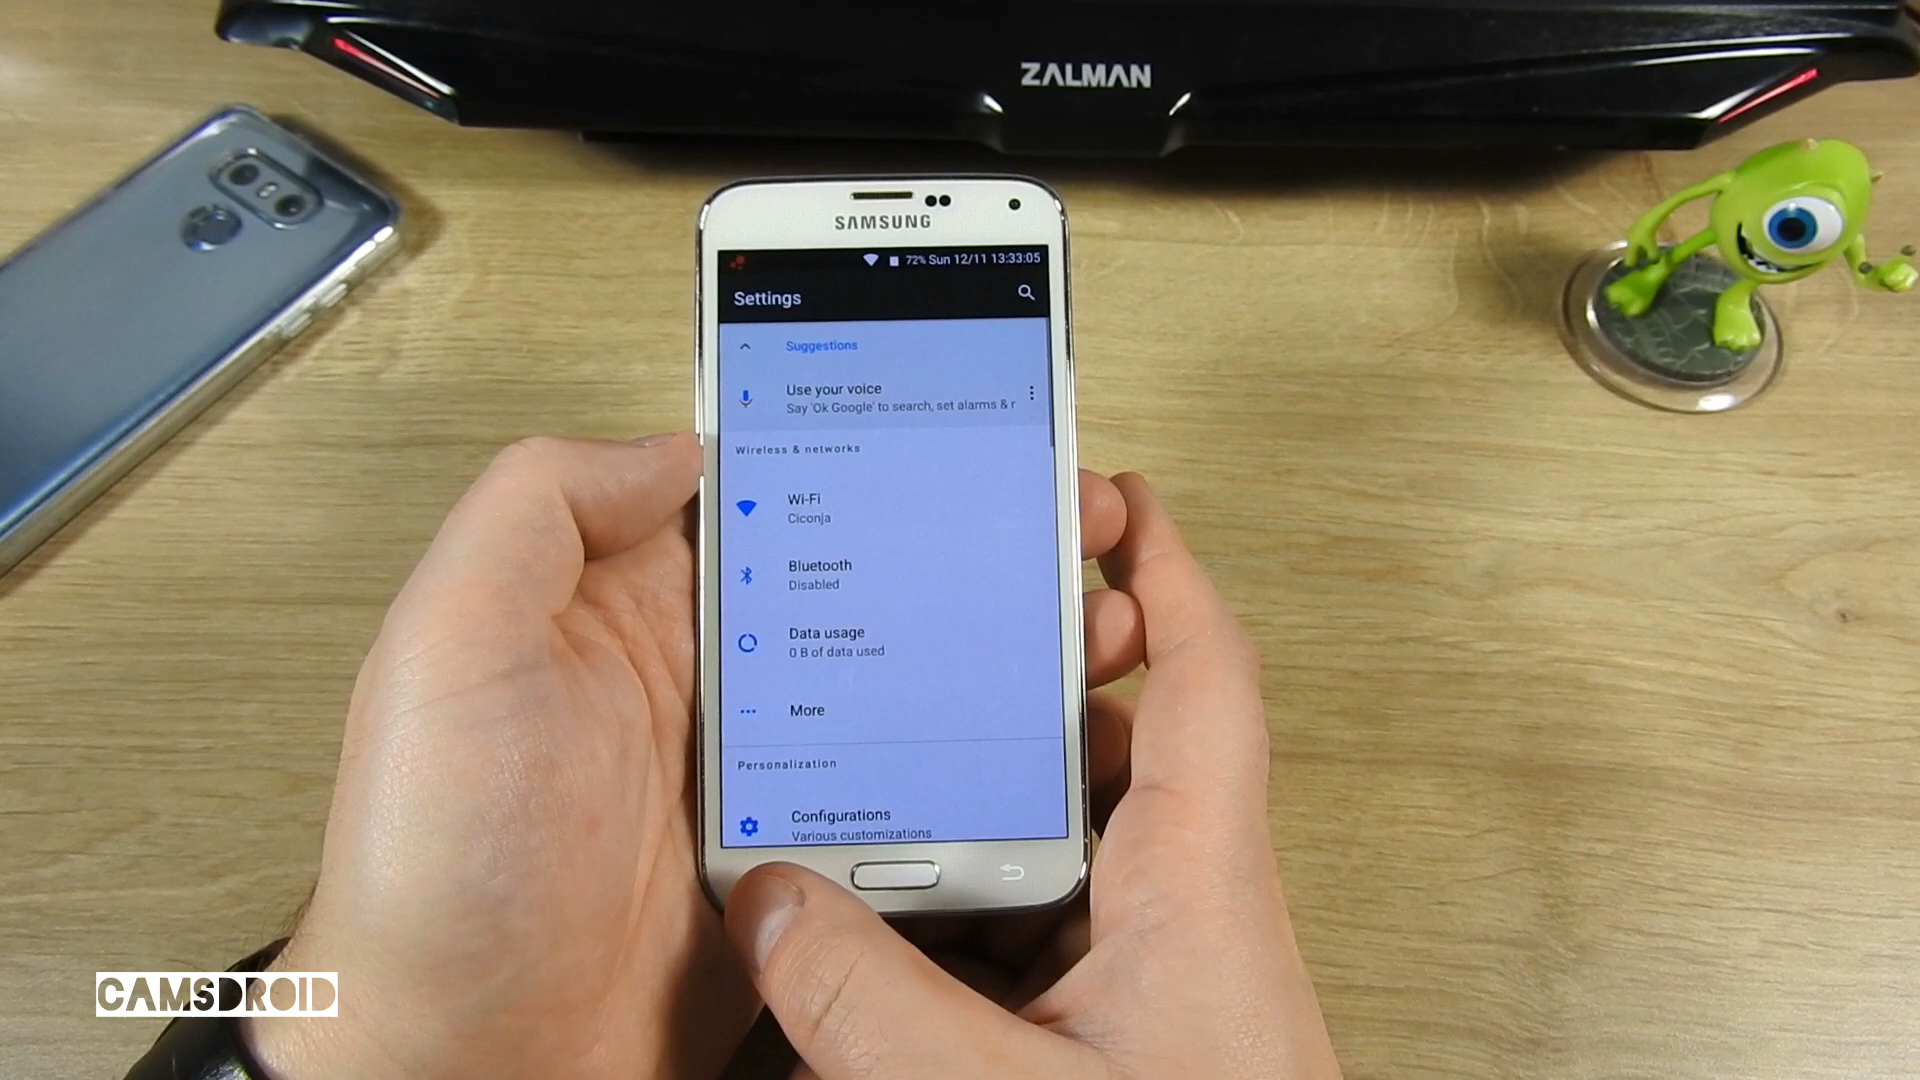 ZALMAN
SAMSUNG
72% Sun 12/11 13:33:05
Settings
Suggestions
Use your voice
Say 'Ok Google' to search, set alarms & r
Wireless & networks
Wi-Fi
Ciconja
Bluetooth
Disabled
Data usage
0 B of data used
More
Personalization
Configurations
Various customizations
CAMSDROID